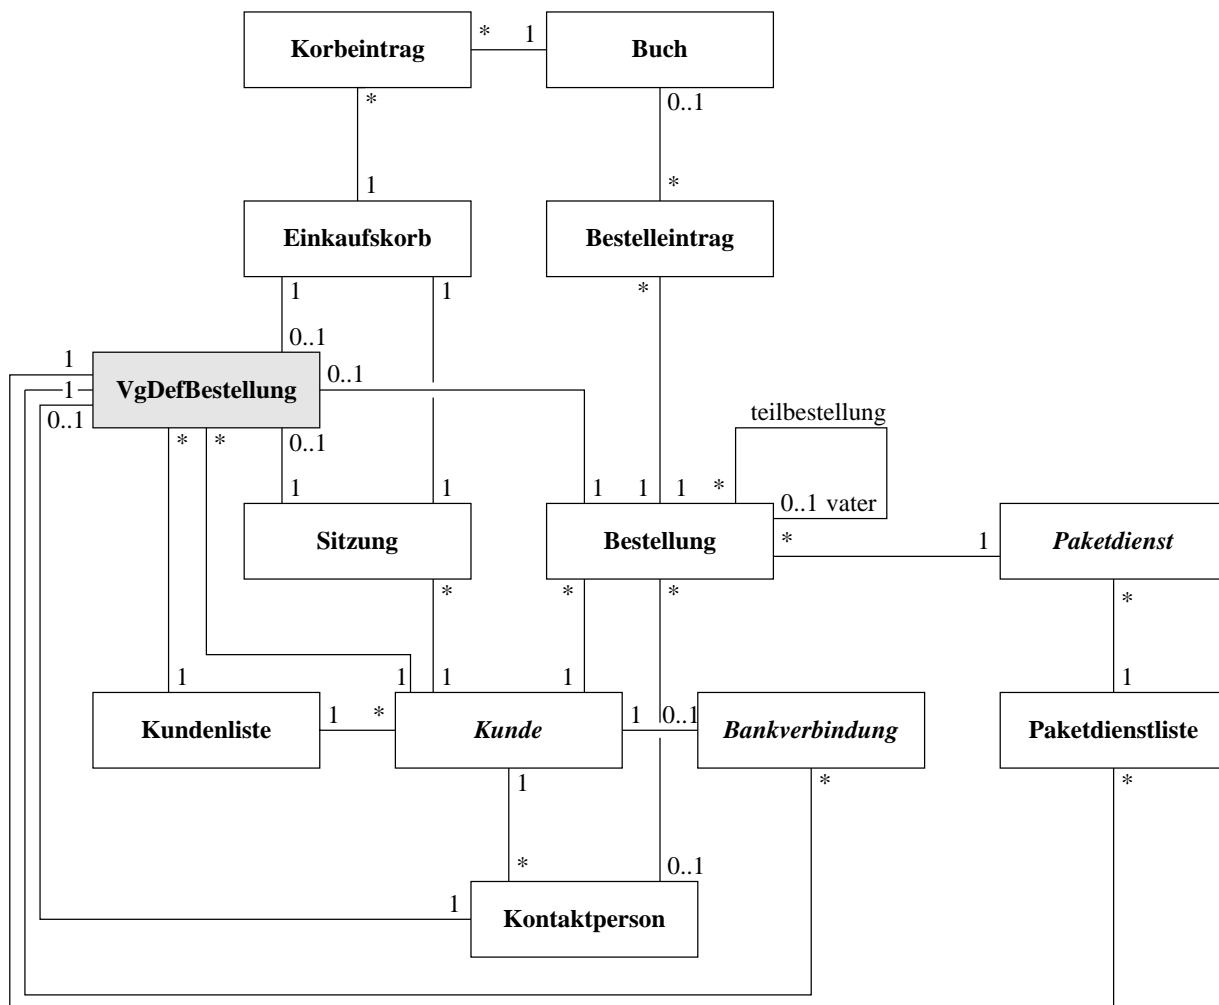 Korbeintrag * 1 Buch
* 0..1
1 *
Einkaufskorb Bestelleintrag
1 1 *
0..1
1 VgDefBestellung 0..1
1
0..1 teilbestellung
* * 0..1
1 1 1 1 1 * 0..1 vater
Sitzung Bestellung * 1 Paketdienst
* * * *
1 1 1 1 1
Kundenliste 1 * Kunde 1 0..1 Bankverbindung Paketdienstliste
1 * *
* 0..1
1 Kontaktperson